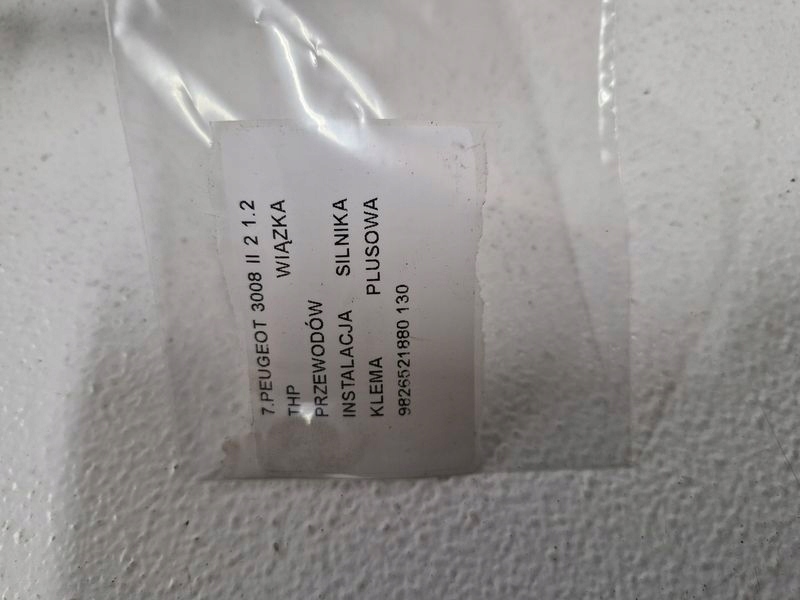 7.PEUGEOT 3008 II 2 1.2
THP WIĄZKA
PRZEWODÓW
INSTALACJA SILNIKA
KLEMA PLUSOWA
9826521880 130